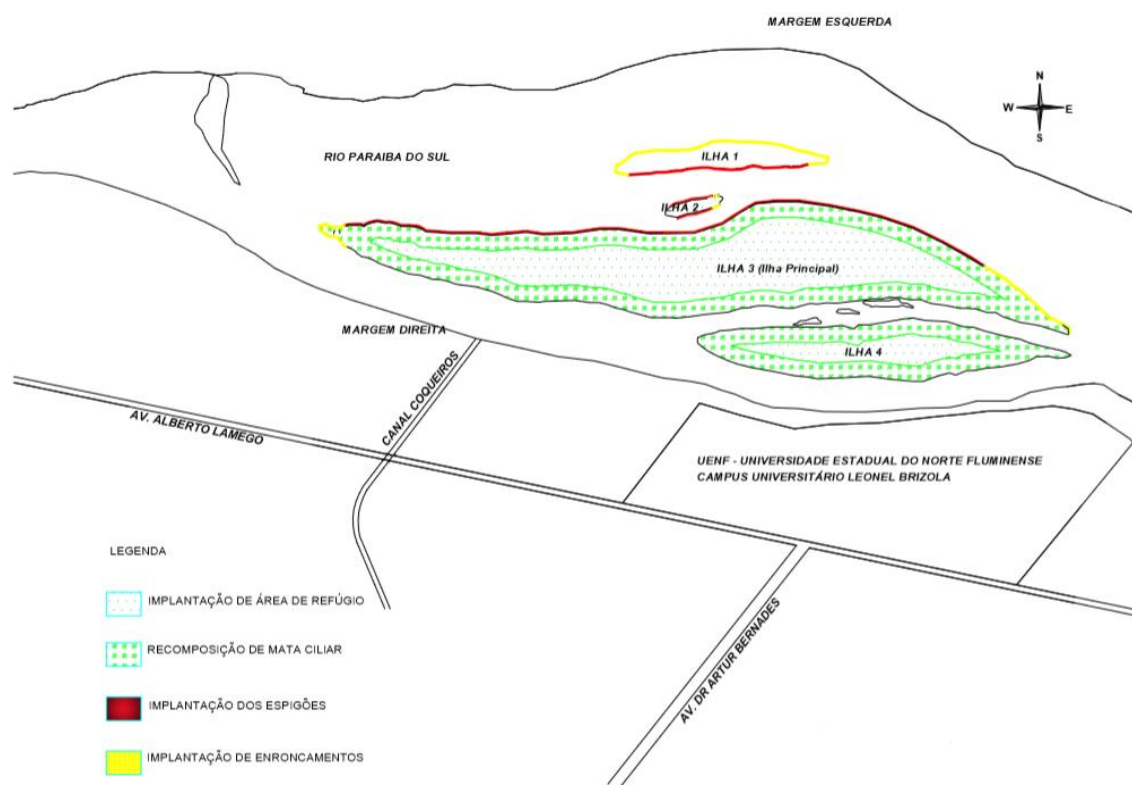 MARGEM ESQUERDA
N
W E
S
RIO PARAIBA DO SUL
ILHA 1
ILHA 2
ILHA 3 (Ilha Principal)
MARGEM DIREITA
ILHA 4
CANAL COQUEIROS
AV. ALBERTO LAMEGO
UENF - UNIVERSIDADE ESTADUAL DO NORTE FLUMINENSE
CAMPUS UNIVERSITÁRIO LEONEL BRIZOLA
AV. DR ARTUR BERNADES
LEGENDA
IMPLANTAÇÃO DE ÁREA DE REFÚGIO
RECOMPOSIÇÃO DE MATA CILIAR
IMPLANTAÇÃO DOS ESPIGÕES
IMPLANTAÇÃO DE ENRONCAMENTOS